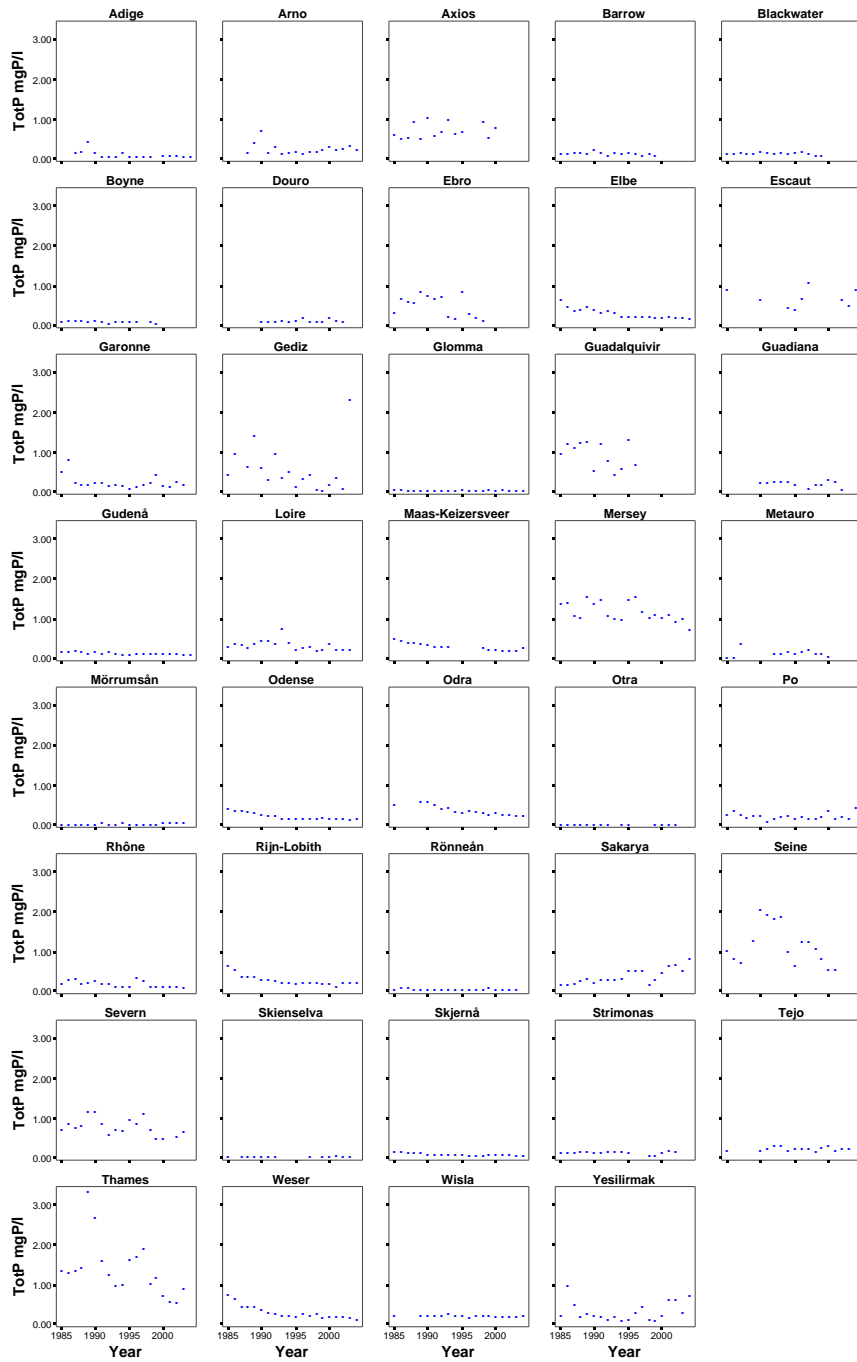 Adige Arno Axios Barrow Blackwater
3.00
2.00
1.00
0.00
TotP mgP/l
Boyne Douro Ebro Elbe Escaut
3.00
2.00
1.00
0.00
TotP mgP/l
Garonne Gediz Glomma Guadalquivir Guadiana
3.00
2.00
1.00
0.00
TotP mgP/l
Gudenå Loire Maas-Keizersveer Mersey Metauro
3.00
2.00
1.00
0.00
TotP mgP/l
Mörrumsån Odense Odra Otra Po
3.00
2.00
1.00
0.00
TotP mgP/l
Rhône Rijn-Lobith Rönneån Sakarya Seine
3.00
2.00
1.00
0.00
TotP mgP/l
Severn Skienselva Skjernå Strimonas Tejo
3.00
2.00
1.00
0.00
TotP mgP/l
Thames Weser Wisla Yesilirmak
3.00
2.00
1.00
0.00
TotP mgP/l
1985 1990 1995 2000 1985 1990 1995 2000 1985 1990 1995 2000 1985 1990 1995 2000
Year Year Year Year